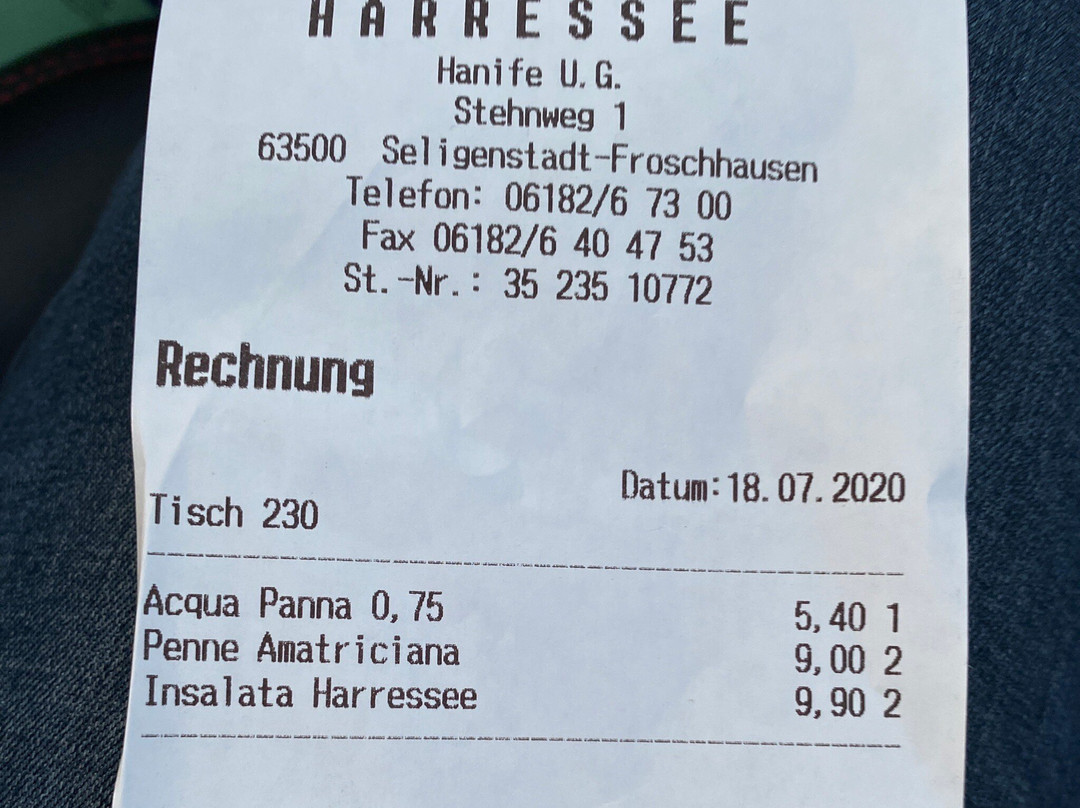 HARRESSEE
Hanife U.G.
Stehnweg 1
63500 Seligenstadt-Froschhausen
Telefon: 06182/6 73 00
Fax 06182/6 40 47 53
St.-Nr.: 35 235 10772
Rechnung
Datum:18.07.2020
Tisch 230
Acqua Panna 0,75 5,40 1
Penne Amatriciana 9,00 2
Insalata Harressee 9,90 2